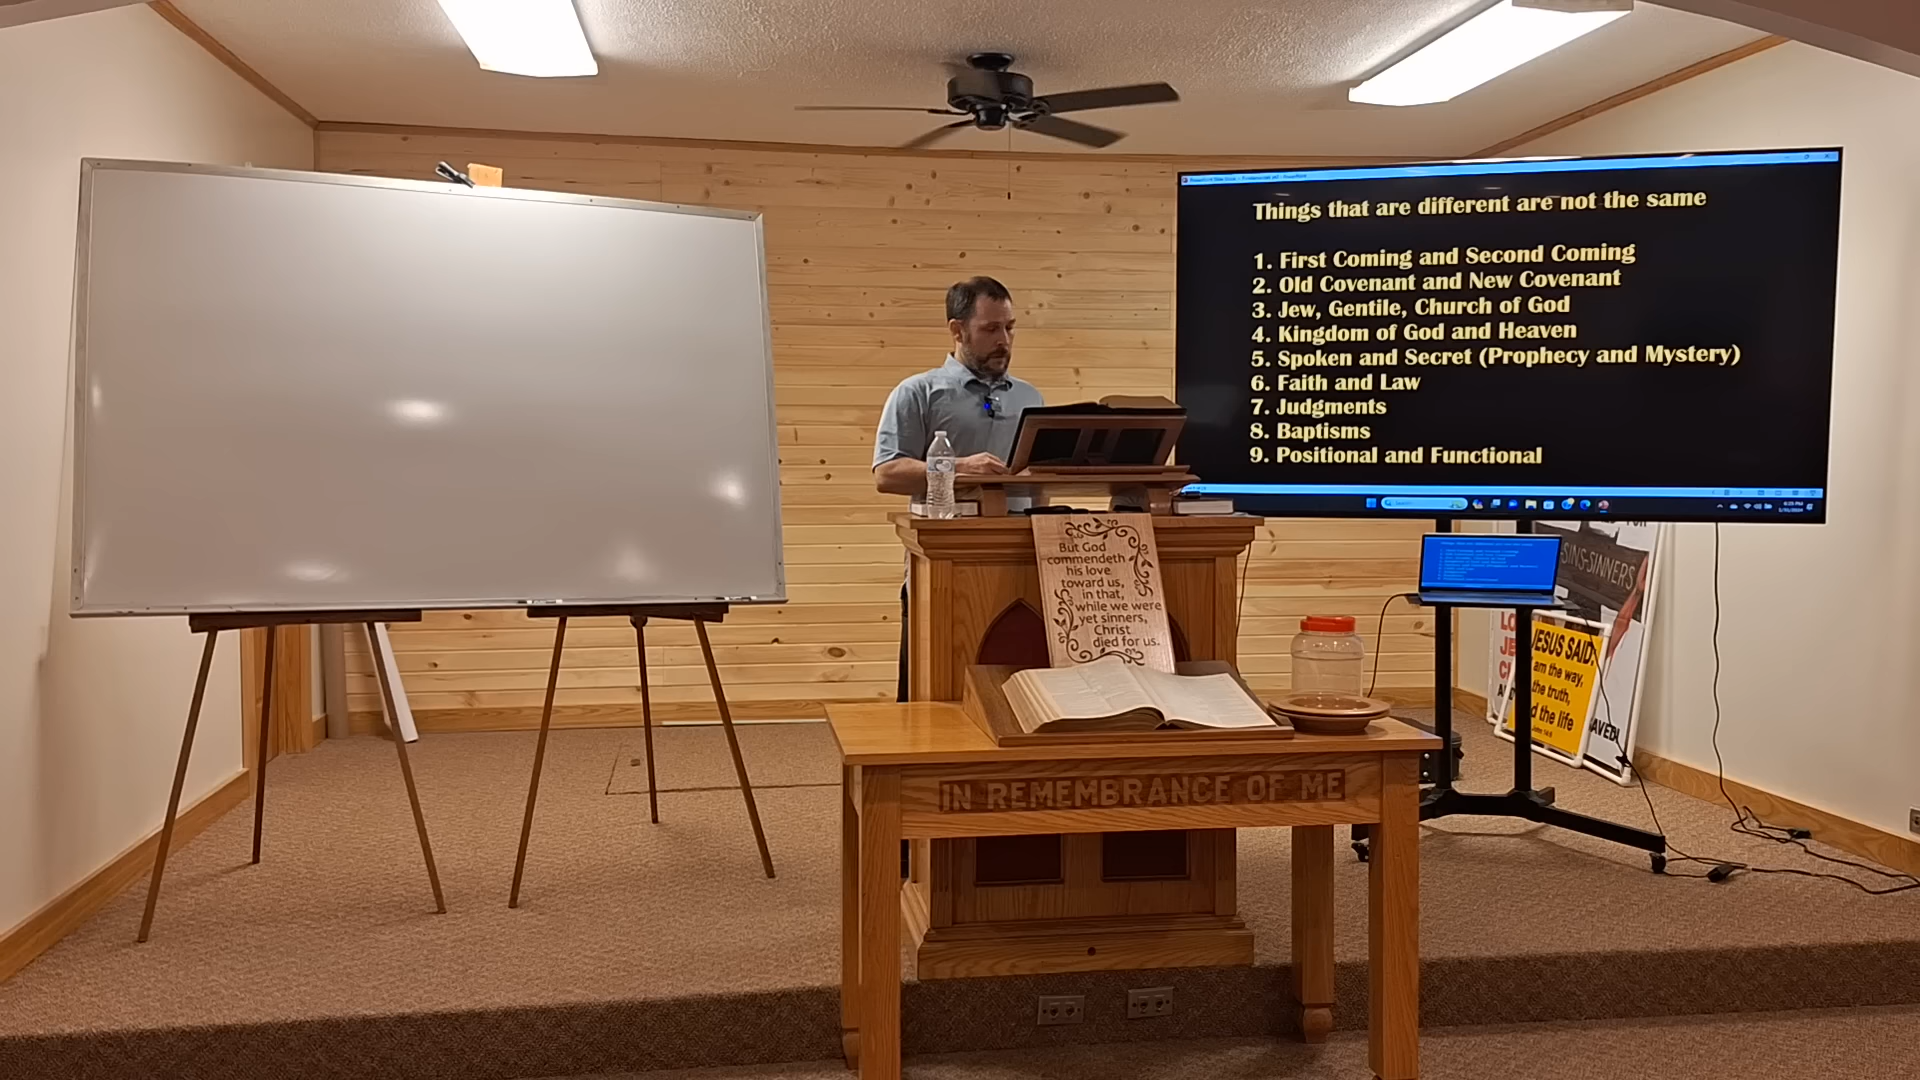 Things that are different are not the same
1. First Coming and Second Coming
2. Old Covenant and New Covenant
3. Jew, Gentile, Church of God
4. Kingdom of God and Heaven
5. Spoken and Secret (Prophecy and Mystery)
6. Faith and Law
7. Judgments
8. Baptisms
9. Positional and Functional
But God
commendeth
his love
toward us,
in that,
while we were
yet sinners,
Christ
died for us.
IN REMEMBRANCE OF ME
SINS-SINNERS
JESUS SAID:
I am the way,
the truth,
d the life
John 14:6
AVED!